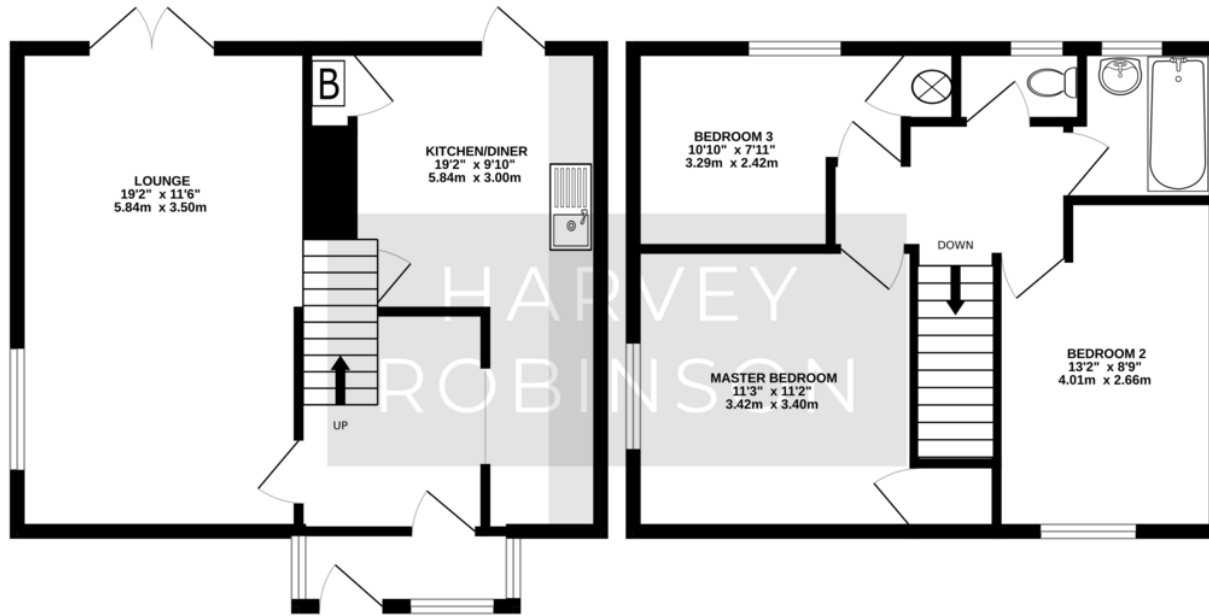 B
KITCHEN/DINER
19'2" x 9'10"
5.84m x 3.00m
LOUNGE
19'2" x 11'6"
5.84m x 3.50m
UP
BEDROOM 3
10'10" x 7'11"
3.29m x 2.42m
DOWN
MASTER BEDROOM
11'3" x 11'2"
3.42m x 3.40m
BEDROOM 2
13'2" x 8'9"
4.01m x 2.66m
HARVEY
ROBINSON